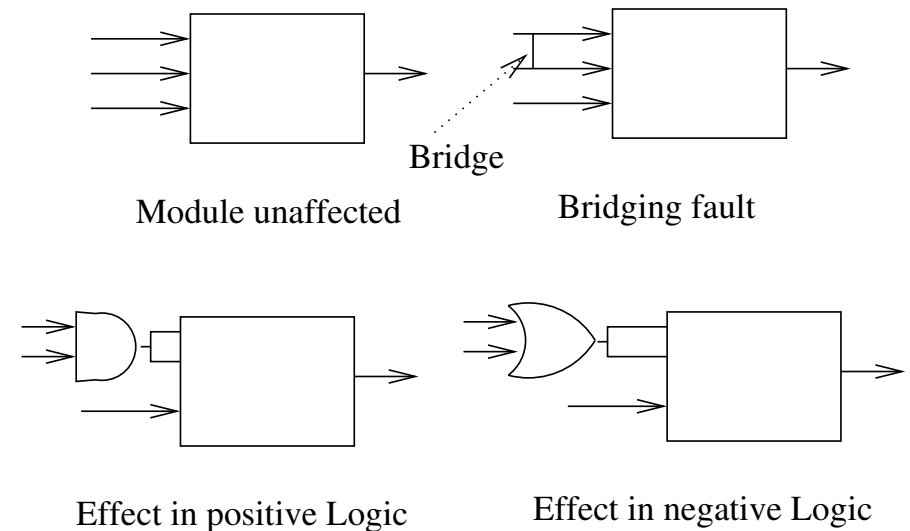 Bridge
Module unaffected
Bridging fault
Effect in positive Logic
Effect in negative Logic